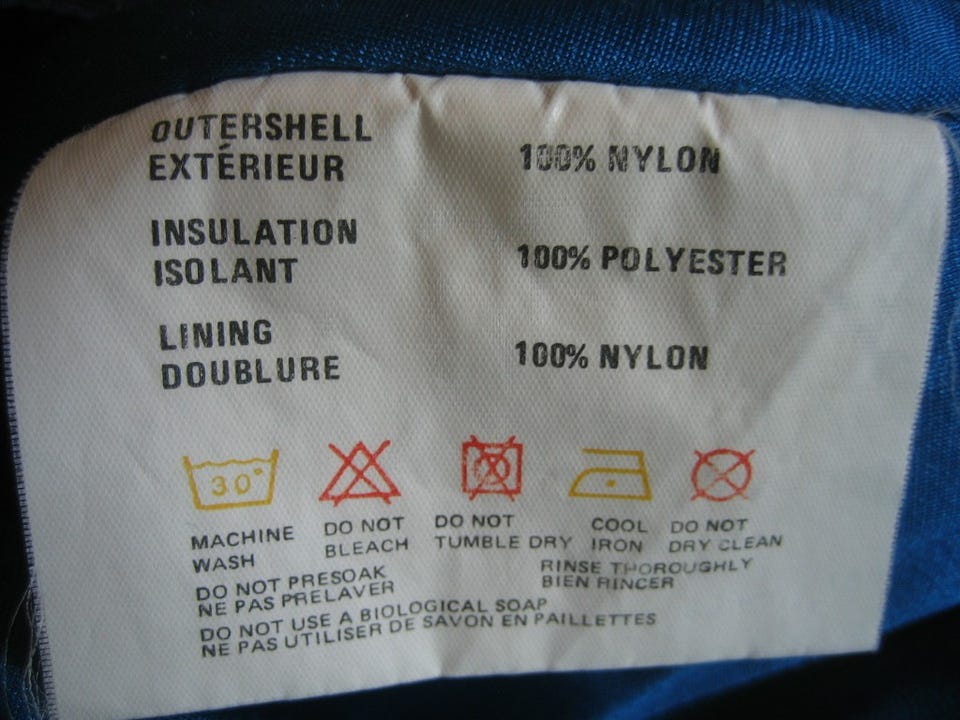 OUTERSHELL
EXTÉRIEUR 100% NYLON
INSULATION
ISOLANT 100% POLYESTER
LINING
DOUBLURE 100% NYLON
30°
MACHINE WASH
DO NOT BLEACH
DO NOT TUMBLE DRY
COOL IRON
DO NOT DRY CLEAN
DO NOT PRESOAK
NE PAS PRELAVER
RINSE THOROUGHLY
BIEN RINCER
DO NOT USE A BIOLOGICAL SOAP
NE PAS UTILISER DE SAVON EN PAILLETTES